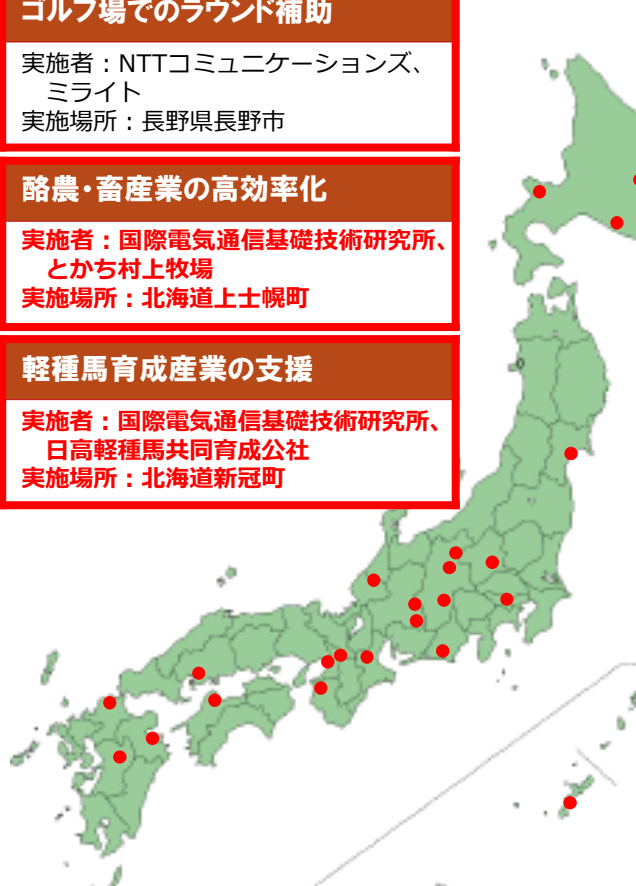 ゴルフ場でのラウンド補助
実施者：NTTコミュニケーションズ、
ミライト
実施場所：長野県長野市
酪農・畜産業の高効率化
実施者：国際電気通信基礎技術研究所、
とかち村上牧場
実施場所：北海道上士幌町
軽種馬育成産業の支援
実施者：国際電気通信基礎技術研究所、
日高軽種馬共同育成公社
実施場所：北海道新冠町